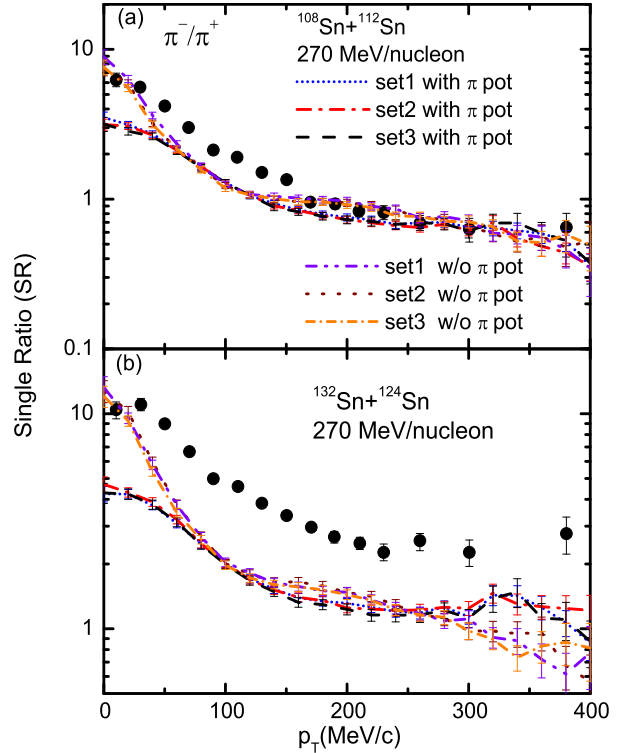 (a)
π⁻/π⁺
¹⁰⁸Sn+¹¹²Sn
270 MeV/nucleon
set1 with π pot
set2 with π pot
set3 with π pot
10
1
set1 w/o π pot
set2 w/o π pot
set3 w/o π pot
0.1
Single Ratio (SR)
(b)
¹³²Sn+¹²⁴Sn
270 MeV/nucleon
10
1
0 100 200 300 400
p_T(MeV/c)